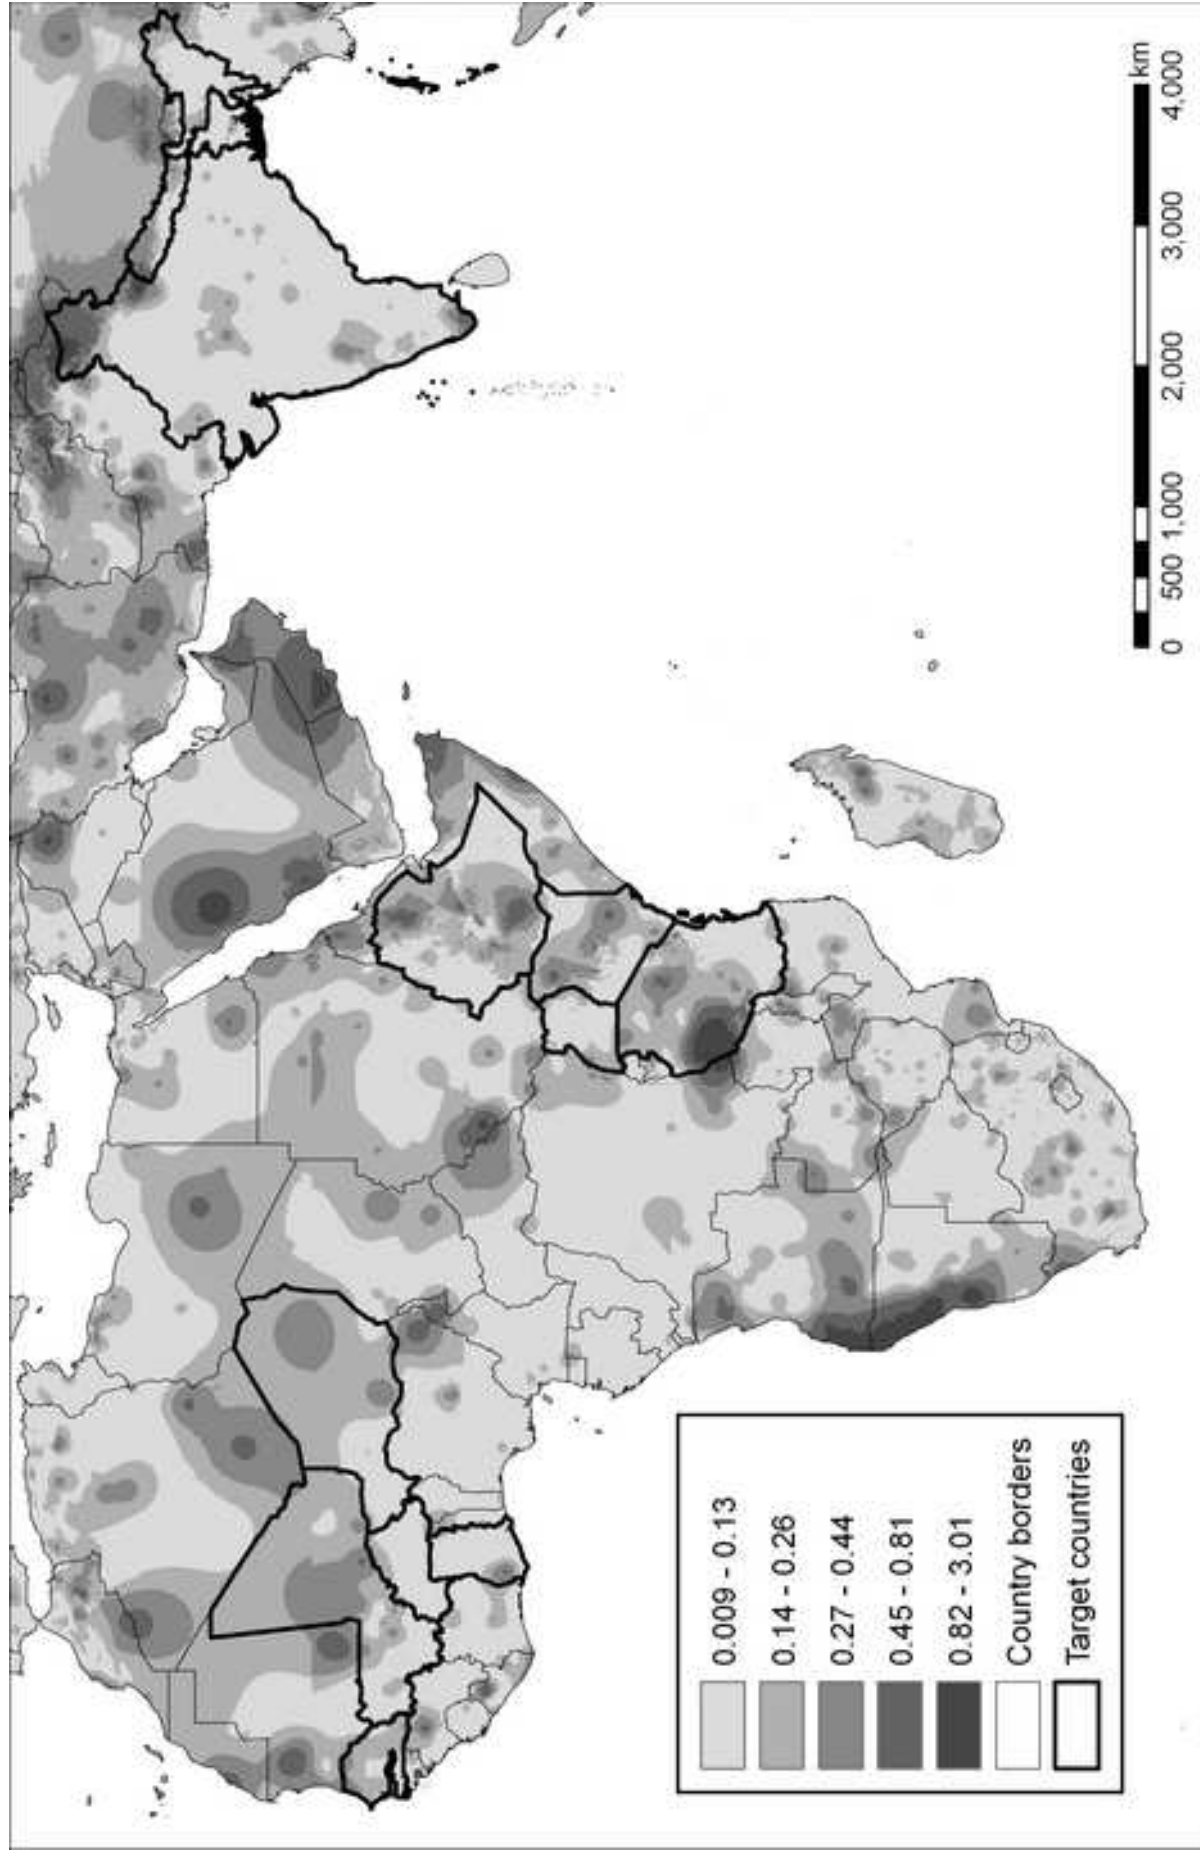 0.009 - 0.13
0.14 - 0.26
0.27 - 0.44
0.45 - 0.81
0.82 - 3.01
Country borders
Target countries
km
0 500 1,000 2,000 3,000 4,000